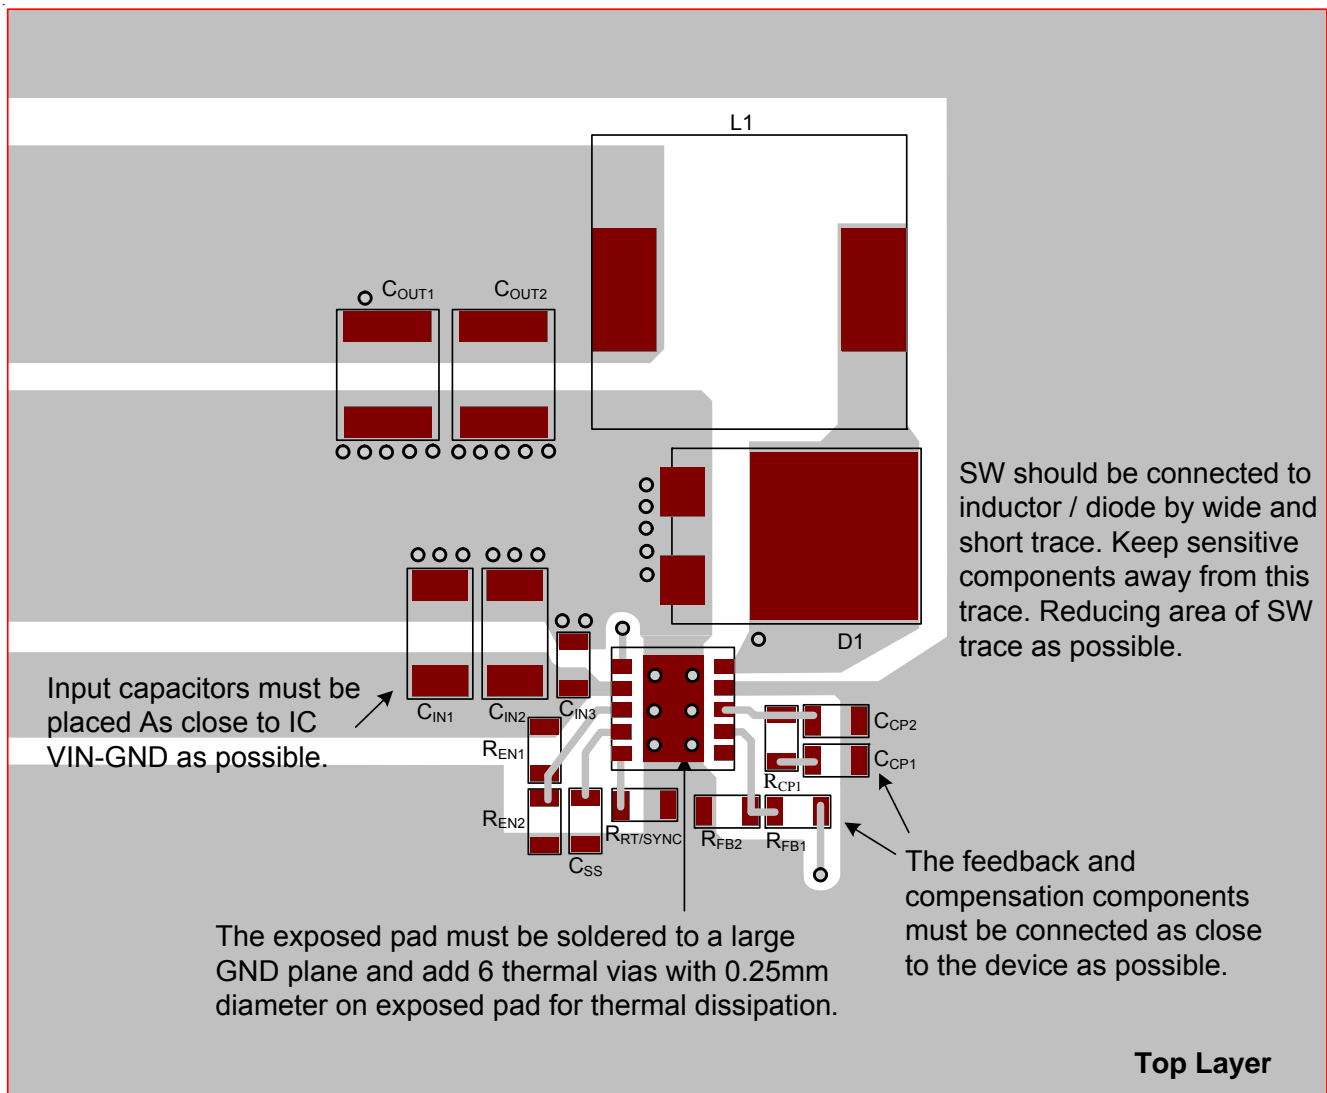 L1
COUT1
COUT2
SW should be connected to
inductor / diode by wide and
short trace. Keep sensitive
components away from this
trace. Reducing area of SW
trace as possible.
D1
Input capacitors must be
placed As close to IC
VIN-GND as possible.
CIN1
CIN2
CIN3
REN1
CCP2
CCP1
RCP1
REN2
CSS
RRT/SYNC
RFB2
RFB1
The feedback and
compensation components
must be connected as close
to the device as possible.
The exposed pad must be soldered to a large
GND plane and add 6 thermal vias with 0.25mm
diameter on exposed pad for thermal dissipation.
Top Layer